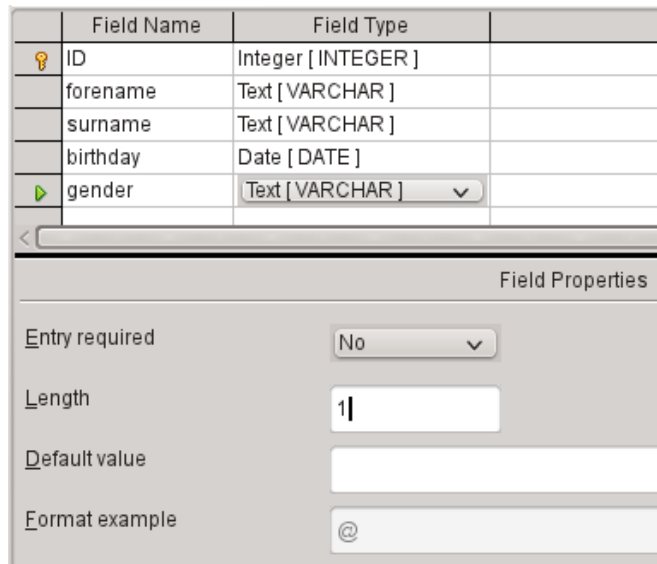 Field Name Field Type
ID Integer [ INTEGER ]
forename Text [ VARCHAR ]
surname Text [ VARCHAR ]
birthday Date [ DATE ]
gender Text [ VARCHAR ]
Field Properties
Entry required No
Length 1
Default value
Format example @